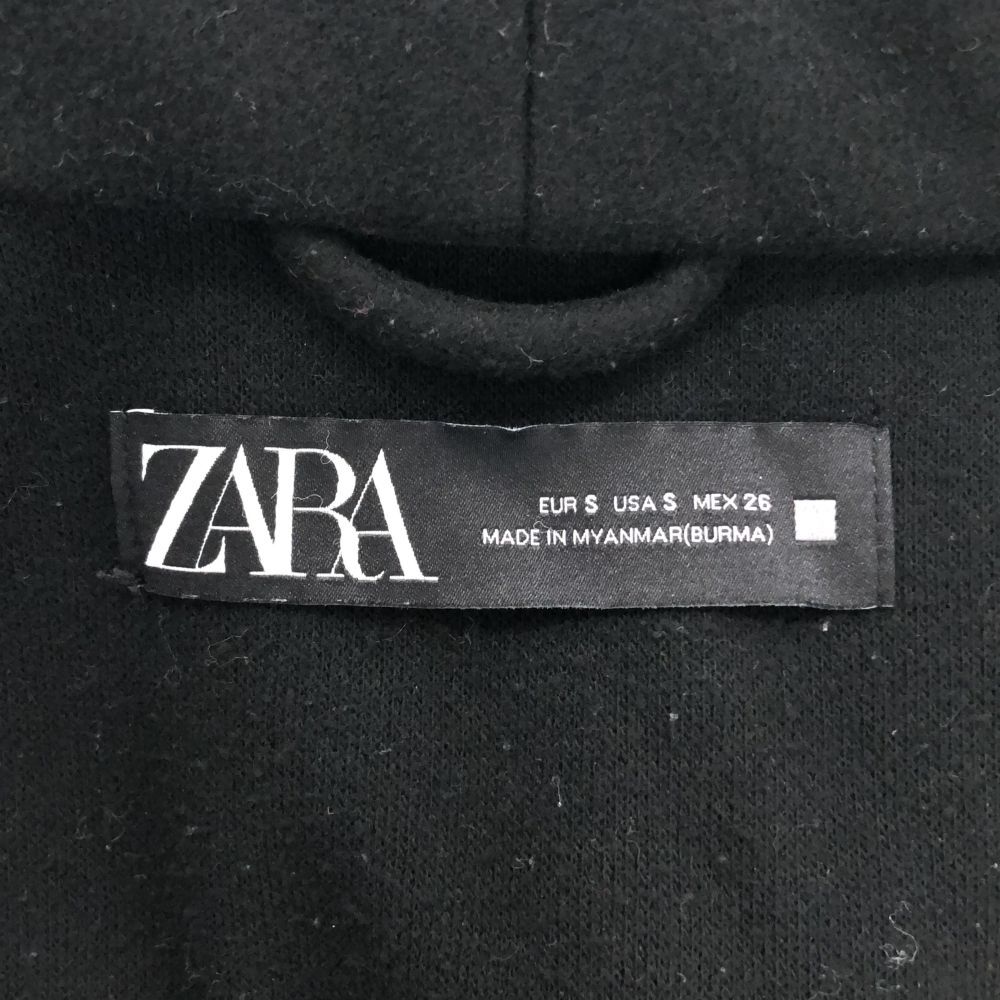 ZARA
EUR S USA S MEX 26
MADE IN MYANMAR(BURMA)